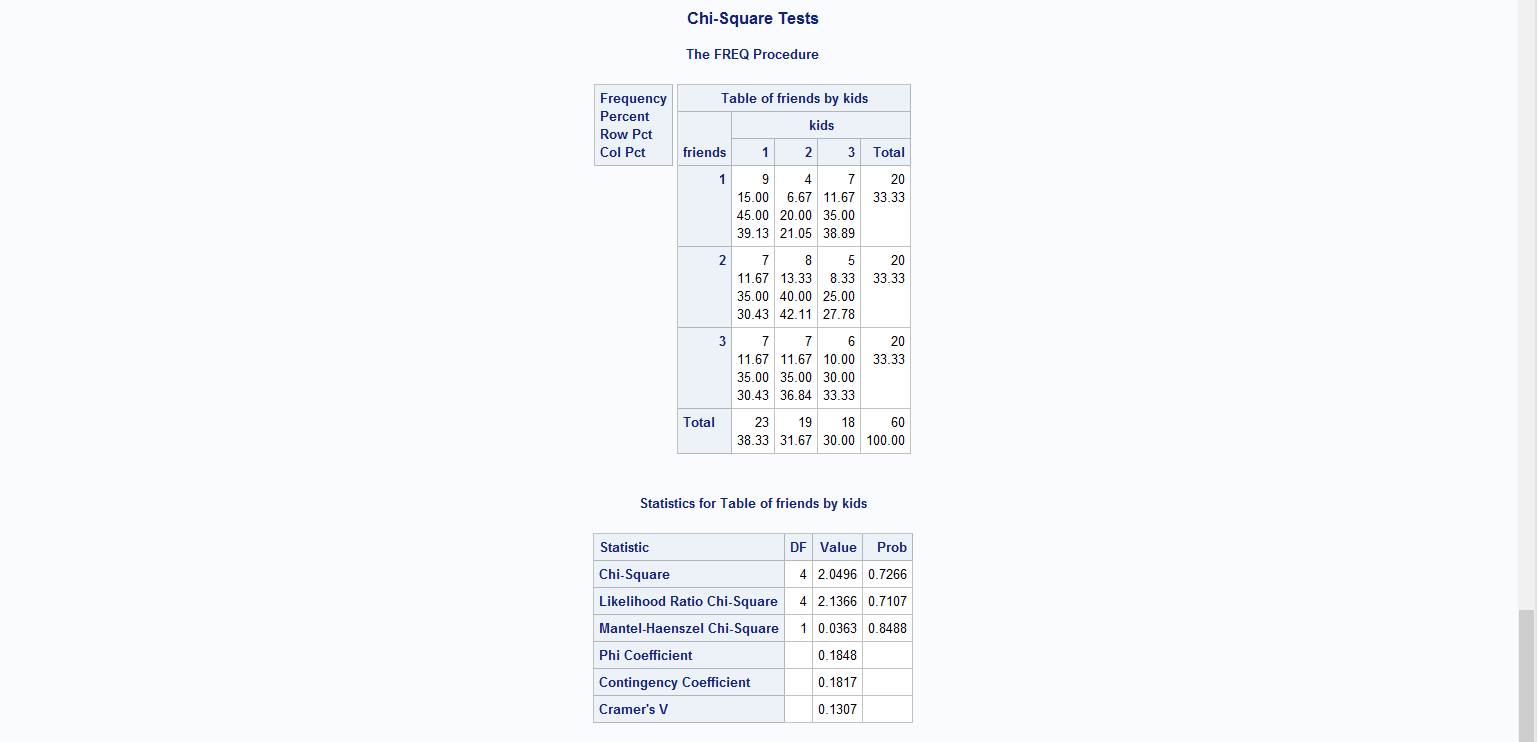 Chi-Square Tests
The FREQ Procedure
Frequency
Percent
Row Pct
Col Pct
Table of friends by kids
kids
friends 1 2 3 Total
1 9 4 7 20
15.00 6.67 11.67 33.33
45.00 20.00 35.00
39.13 21.05 38.89
2 7 8 5 20
11.67 13.33 8.33 33.33
35.00 40.00 25.00
30.43 42.11 27.78
3 7 7 6 20
11.67 11.67 10.00 33.33
35.00 35.00 30.00
30.43 36.84 33.33
Total 23 19 18 60
38.33 31.67 30.00 100.00
Statistics for Table of friends by kids
Statistic DF Value Prob
Chi-Square 4 2.0496 0.7266
Likelihood Ratio Chi-Square 4 2.1366 0.7107
Mantel-Haenszel Chi-Square 1 0.0363 0.8488
Phi Coefficient 0.1848
Contingency Coefficient 0.1817
Cramer's V 0.1307